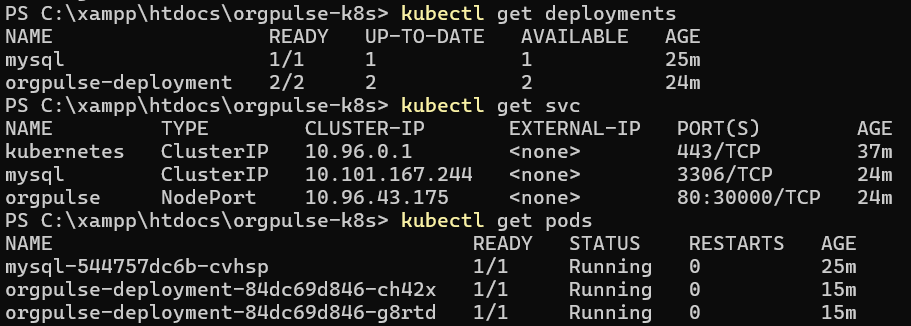 PS C:\xampp\htdocs\orgpulse-k8s> kubectl get deployments
NAME                  READY   UP-TO-DATE   AVAILABLE   AGE
mysql                 1/1     1            1           25m
orgpulse-deployment   2/2     2            2           24m
PS C:\xampp\htdocs\orgpulse-k8s> kubectl get svc
NAME         TYPE        CLUSTER-IP       EXTERNAL-IP   PORT(S)        AGE
kubernetes   ClusterIP   10.96.0.1        <none>        443/TCP        37m
mysql        ClusterIP   10.101.167.244   <none>        3306/TCP       24m
orgpulse     NodePort    10.96.43.175     <none>        80:30000/TCP   24m
PS C:\xampp\htdocs\orgpulse-k8s> kubectl get pods
NAME                                   READY   STATUS    RESTARTS   AGE
mysql-544757dc6b-cvhsp                 1/1     Running   0          25m
orgpulse-deployment-84dc69d846-ch42x   1/1     Running   0          15m
orgpulse-deployment-84dc69d846-g8rtd   1/1     Running   0          15m